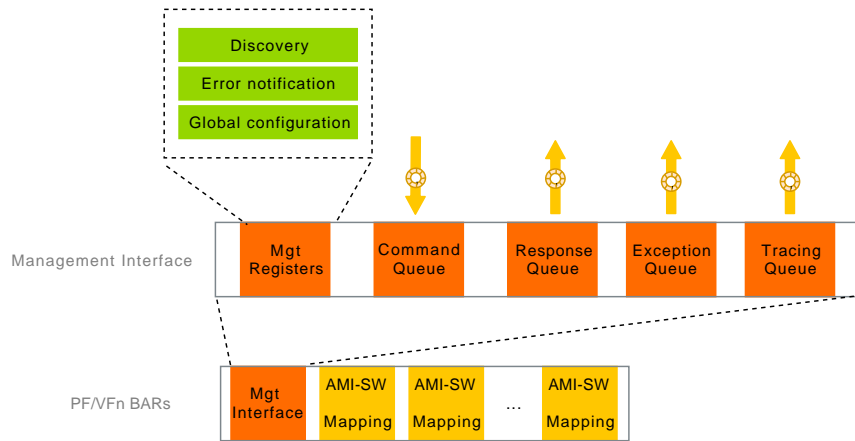 Discovery
Error notification
Global configuration
Management Interface
Mgt
Registers
Command
Queue
Response
Queue
Exception
Queue
Tracing
Queue
PF/VFn BARs
Mgt
Interface
AMI-SW
Mapping
AMI-SW
Mapping
...
AMI-SW
Mapping